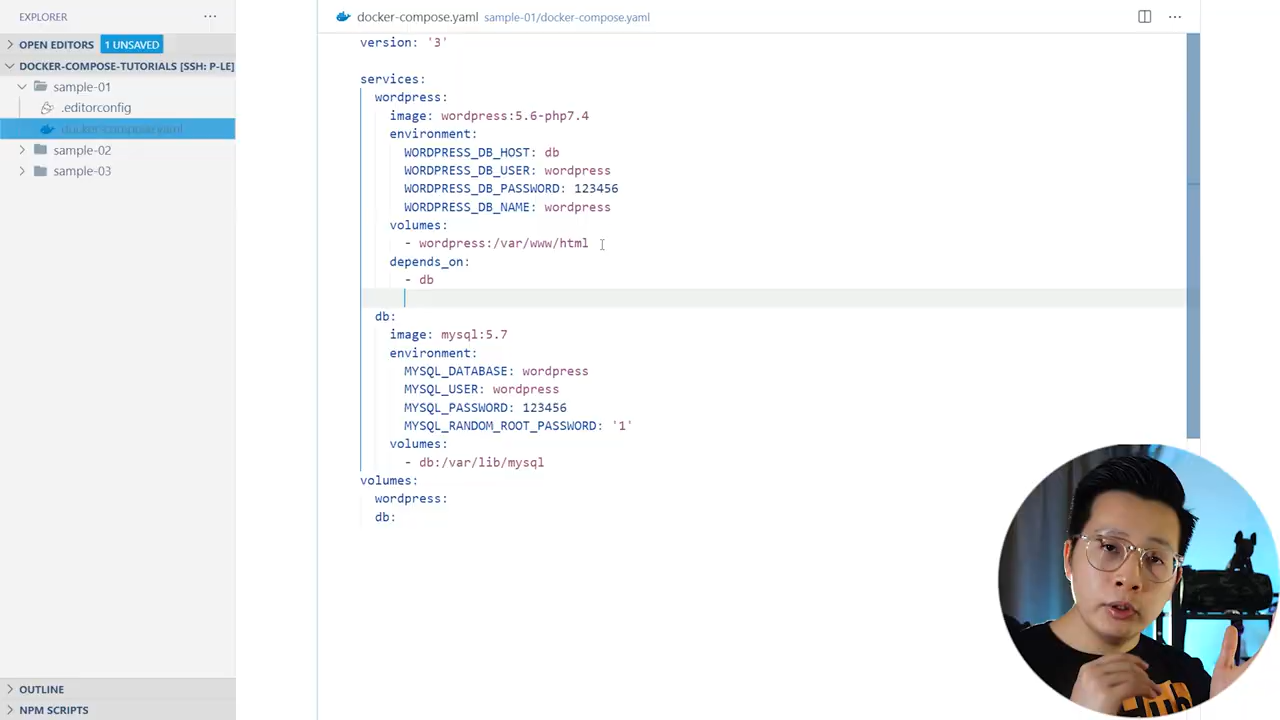 EXPLORER
OPEN EDITORS 1 UNSAVED
DOCKER-COMPOSE-TUTORIALS [SSH: P-LE]
sample-01
.editorconfig
docker-compose.yaml
sample-02
sample-03
OUTLINE
NPM SCRIPTS
docker-compose.yaml sample-01/docker-compose.yaml
version: '3'
services:
wordpress:
image: wordpress:5.6-php7.4
environment:
WORDPRESS_DB_HOST: db
WORDPRESS_DB_USER: wordpress
WORDPRESS_DB_PASSWORD: 123456
WORDPRESS_DB_NAME: wordpress
volumes:
- wordpress:/var/www/html
depends_on:
- db
db:
image: mysql:5.7
environment:
MYSQL_DATABASE: wordpress
MYSQL_USER: wordpress
MYSQL_PASSWORD: 123456
MYSQL_RANDOM_ROOT_PASSWORD: '1'
volumes:
- db:/var/lib/mysql
volumes:
wordpress:
db: